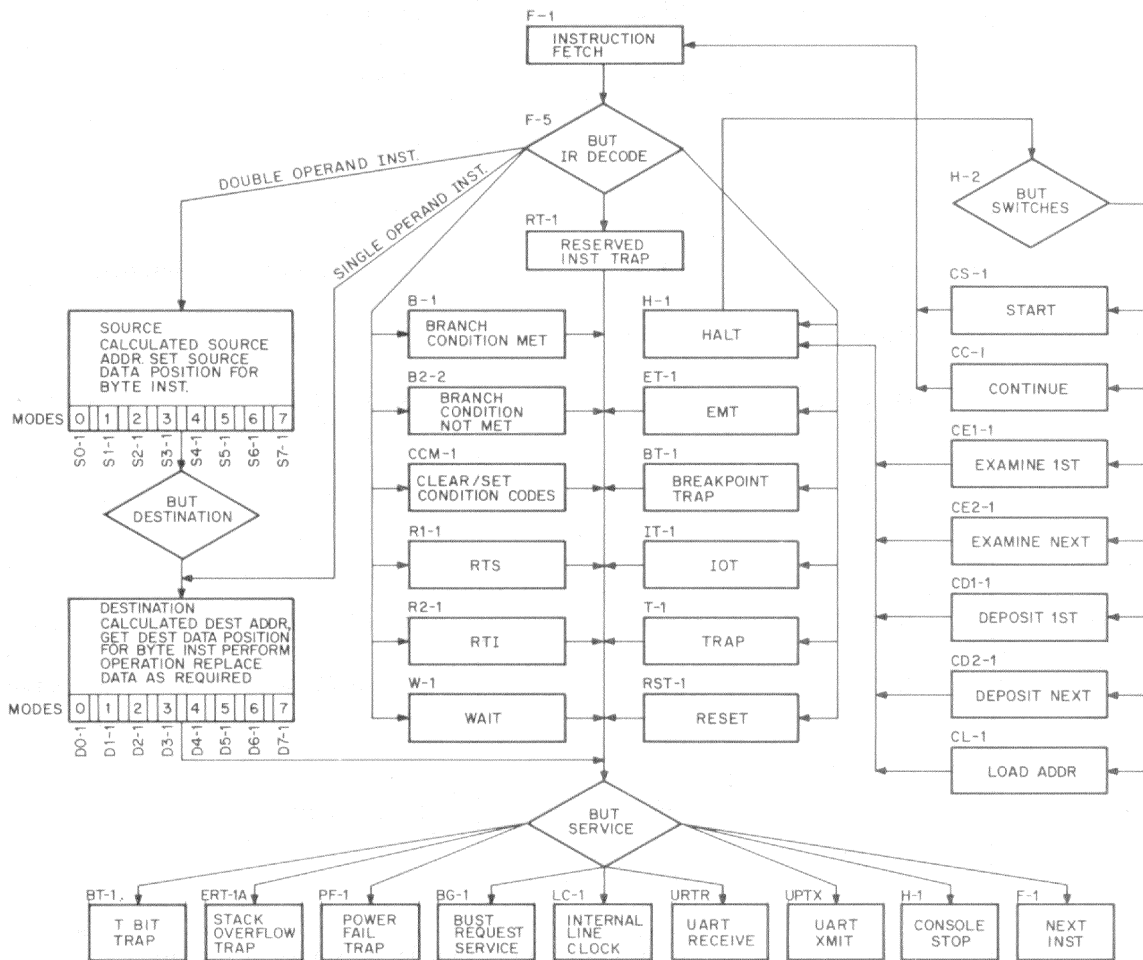 F-1
INSTRUCTION
FETCH
F-5
BUT
IR DECODE
DOUBLE OPERAND INST.
SINGLE OPERAND INST.
H-2
BUT
SWITCHES
RT-1
RESERVED
INST TRAP
SOURCE
CALCULATED SOURCE
ADDR. SET SOURCE
DATA POSITION FOR
BYTE INST.
MODES 0 1 2 3 4 5 6 7
S0-1 S1-1 S2-1 S3-1 S4-1 S5-1 S6-1 S7-1
BUT
DESTINATION
DESTINATION
CALCULATED DEST ADDR,
GET DEST DATA POSITION
FOR BYTE INST PERFORM
OPERATION REPLACE
DATA AS REQUIRED
MODES 0 1 2 3 4 5 6 7
D0-1 D1-1 D2-1 D3-1 D4-1 D5-1 D6-1 D7-1
B-1
BRANCH
CONDITION MET
B2-2
BRANCH
CONDITION
NOT MET
CCM-1
CLEAR/SET
CONDITION CODES
R1-1
RTS
R2-1
RTI
W-1
WAIT
H-1
HALT
ET-1
EMT
BT-1
BREAKPOINT
TRAP
IT-1
IOT
T-1
TRAP
RST-1
RESET
CS-1
START
CC-1
CONTINUE
CE1-1
EXAMINE 1ST
CE2-1
EXAMINE NEXT
CD1-1
DEPOSIT 1ST
CD2-1
DEPOSIT NEXT
CL-1
LOAD ADDR
BUT
SERVICE
BT-1
T BIT
TRAP
ERT-1A
STACK
OVERFLOW
TRAP
PF-1
POWER
FAIL
TRAP
BG-1
BUST
REQUEST
SERVICE
LC-1
INTERNAL
LINE
CLOCK
URTR
UART
RECEIVE
UPTX
UART
XMIT
H-1
CONSOLE
STOP
F-1
NEXT
INST